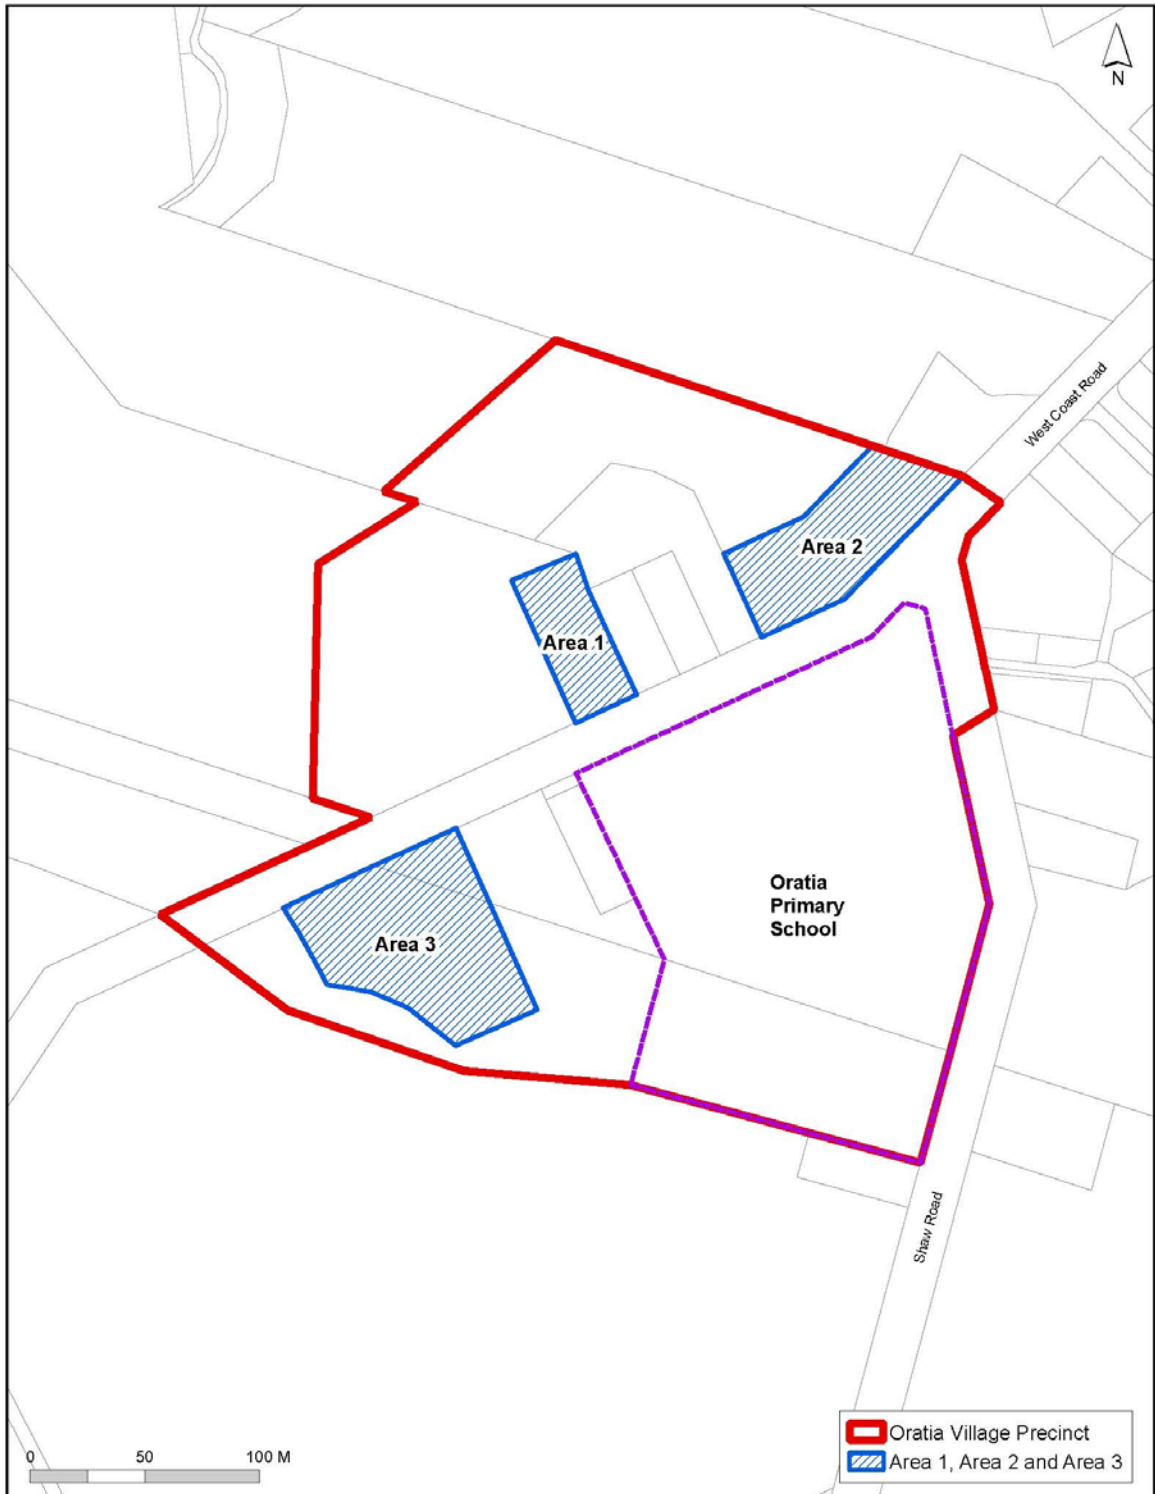 N
West Coast Road
Area 2
Area 1
Oratia
Primary
School
Area 3
Shaw Road
0 50 100 M
Oratia Village Precinct
Area 1, Area 2 and Area 3